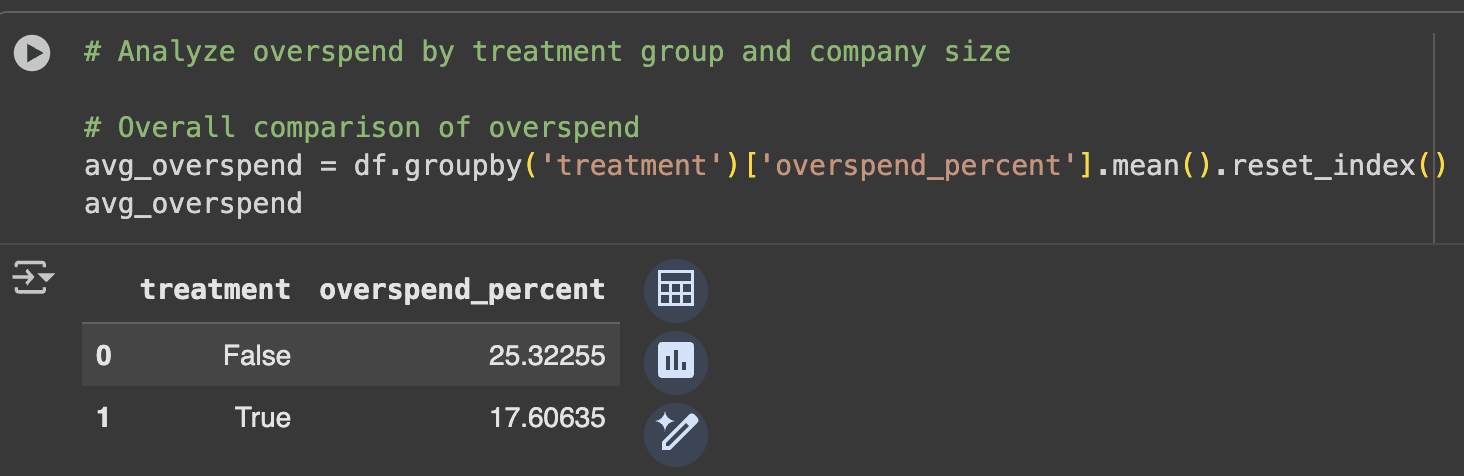 # Analyze overspend by treatment group and company size
# Overall comparison of overspend
avg_overspend = df.groupby('treatment')['overspend_percent'].mean().reset_index()
avg_overspend
treatment overspend_percent
0 False 25.32255
1 True 17.60635